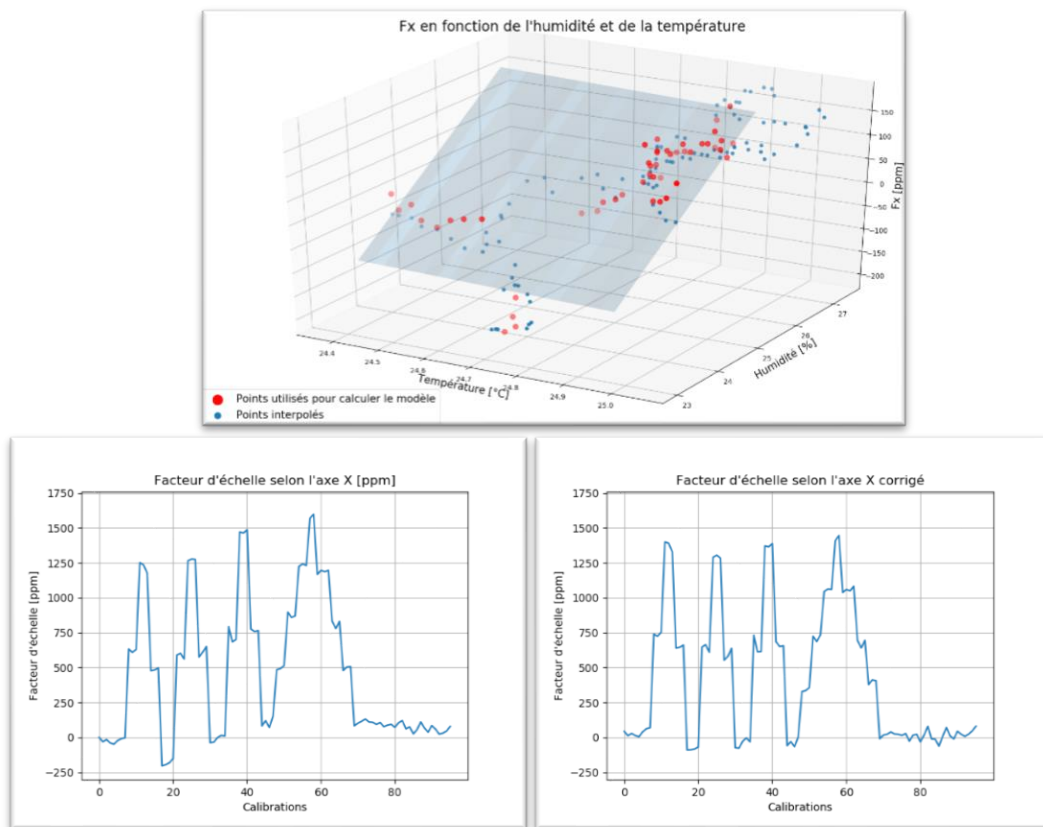 Fx en fonction de l'humidité et de la température
150
100
50
0
−50
−100
−150
−200
Fx [ppm]
27
26
25
24
23
Humidité [%]
24.4
24.5
24.6
24.7
24.8
24.9
25.0
Température [°C]
Points utilisés pour calculer le modèle
Points interpolés
Facteur d'échelle selon l'axe X [ppm]
1750
1500
1250
1000
750
500
250
0
−250
Facteur d'échelle [ppm]
0 20 40 60 80
Calibrations
Facteur d'échelle selon l'axe X corrigé
1750
1500
1250
1000
750
500
250
0
−250
Facteur d'échelle [ppm]
0 20 40 60 80
Calibrations